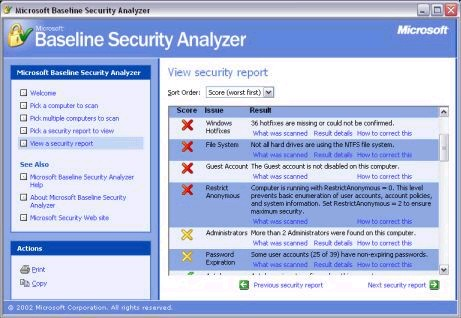 Microsoft Baseline Security Analyzer
Microsoft
Baseline Security Analyzer
Microsoft
Microsoft Baseline Security Analyzer
Welcome
Pick a computer to scan
Pick multiple computers to scan
Pick a security report to view
View a security report
See Also
Microsoft Baseline Security Analyzer
Help
About Microsoft Baseline Security
Analyzer
Microsoft Security Web site
Actions
Print
Copy
View security report
Sort Order: Score (worst first)
Score Issue Result
Windows Hotfixes
36 hotfixes are missing or could not be confirmed.
What was scanned Result details How to correct this
File System
Not all hard drives are using the NTFS file system.
What was scanned Result details How to correct this
Guest Account
The Guest account is not disabled on this computer.
What was scanned How to correct this
Restrict Anonymous
Computer is running with RestrictAnonymous = 0. This level
prevents basic enumeration of user accounts, account policies,
and system information. Set RestrictAnonymous = 2 to ensure
maximum security.
What was scanned How to correct this
Administrators
More than 2 Administrators were found on this computer.
What was scanned Result details How to correct this
Password Expiration
Some user accounts (25 of 39) have non-expiring passwords.
What was scanned Result details How to correct this
Previous security report Next security report
© 2002 Microsoft Corporation. All rights reserved.